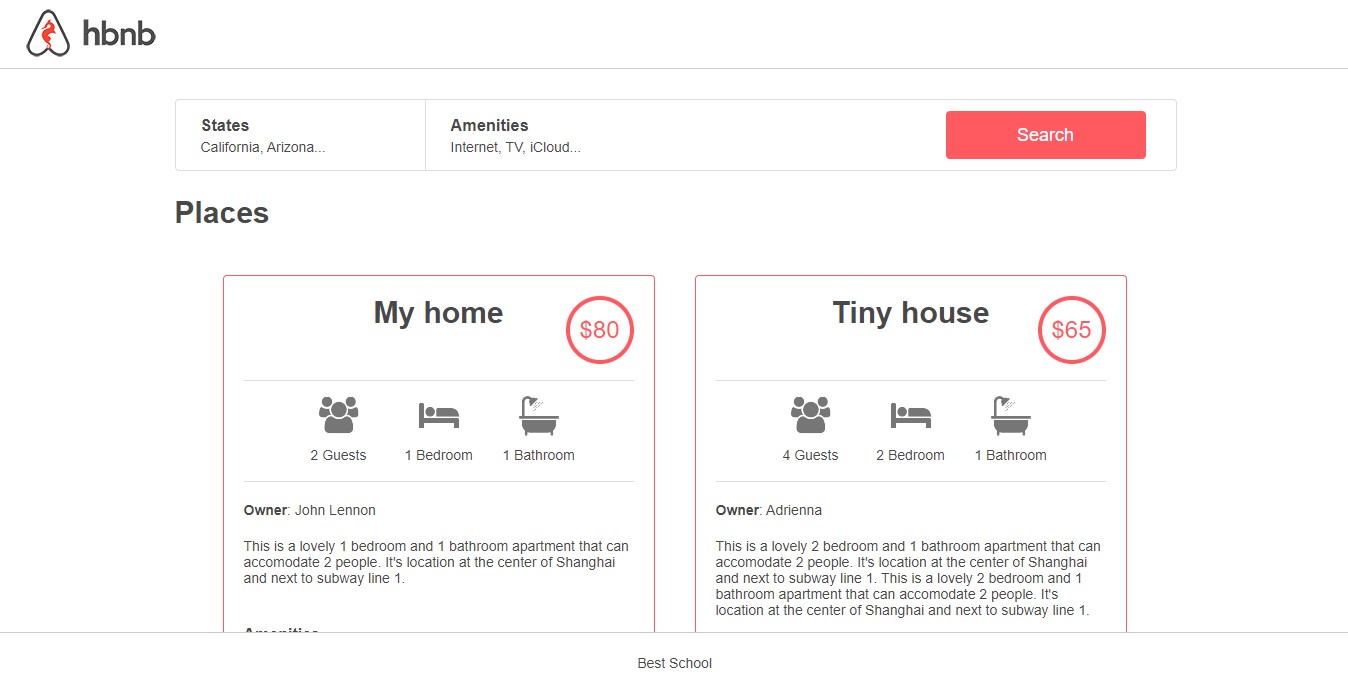 hbnb
States
California, Arizona...
Amenities
Internet, TV, iCloud...
Search
Places
My home
$80
2 Guests
1 Bedroom
1 Bathroom
Owner: John Lennon
This is a lovely 1 bedroom and 1 bathroom apartment that can
accomodate 2 people. It's location at the center of Shanghai
and next to subway line 1.
Amenities
Tiny house
$65
4 Guests
2 Bedroom
1 Bathroom
Owner: Adrienna
This is a lovely 2 bedroom and 1 bathroom apartment that can
accomodate 2 people. It's location at the center of Shanghai
and next to subway line 1. This is a lovely 2 bedroom and 1
bathroom apartment that can accomodate 2 people. It's
location at the center of Shanghai and next to subway line 1.
Best School